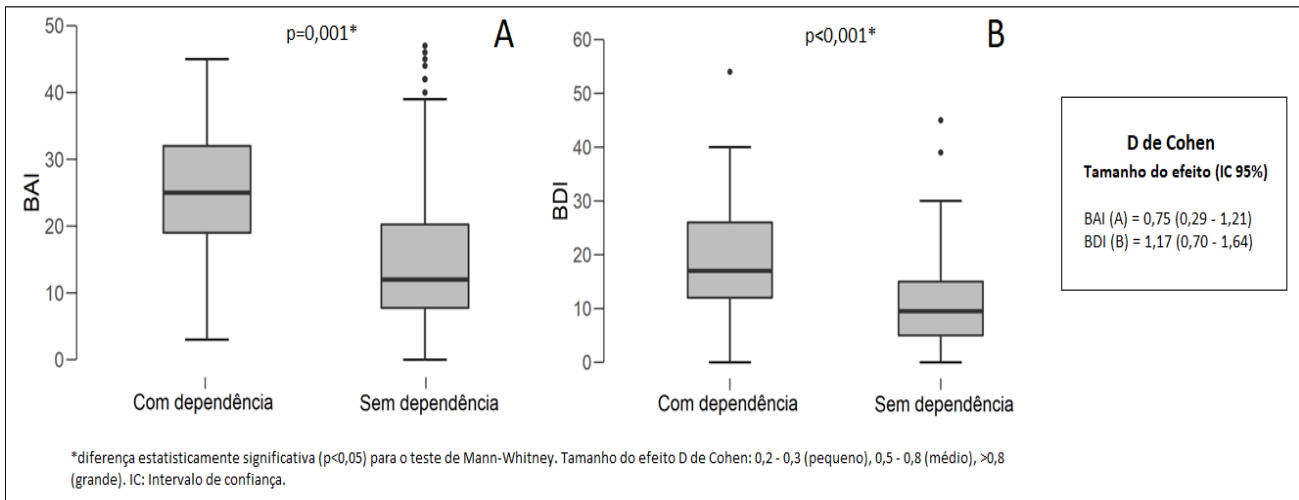 p=0,001*
A
50
40
30
20
10
0
BAI
Com dependência
Sem dependência
p<0,001*
B
60
50
40
30
20
10
0
BDI
Com dependência
Sem dependência
D de Cohen
Tamanho do efeito (IC 95%)
BAI (A) = 0,75 (0,29 - 1,21)
BDI (B) = 1,17 (0,70 - 1,64)
*diferença estatisticamente significativa (p<0,05) para o teste de Mann-Whitney. Tamanho do efeito D de Cohen: 0,2 - 0,3 (pequeno), 0,5 - 0,8 (médio), >0,8
(grande). IC: Intervalo de confiança.